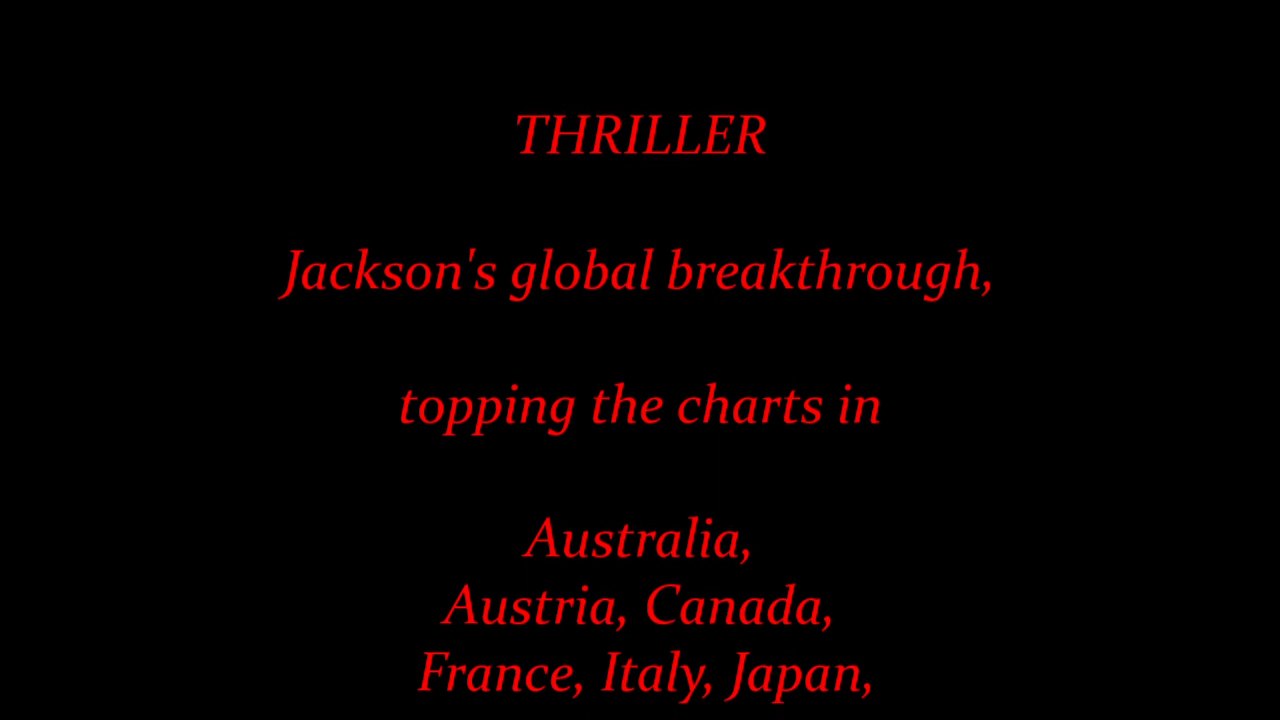 THRILLER
Jackson's global breakthrough,
topping the charts in
Australia,
Austria, Canada,
France, Italy, Japan,